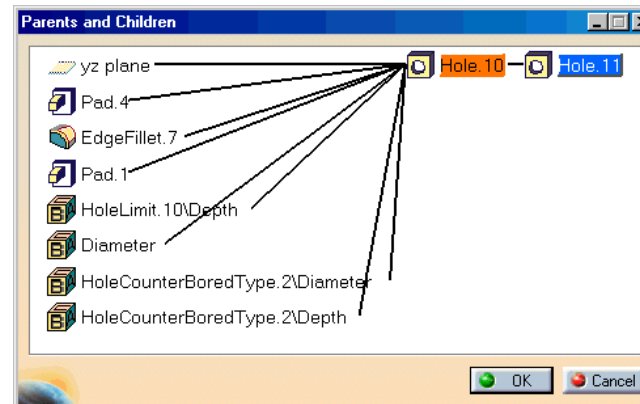 Parents and Children
yz plane
Hole.10
Hole.11
Pad.4
EdgeFillet.7
Pad.1
HoleLimit.10\Depth
Diameter
HoleCounterBoredType.2\Diameter
HoleCounterBoredType.2\Depth
OK
Cancel